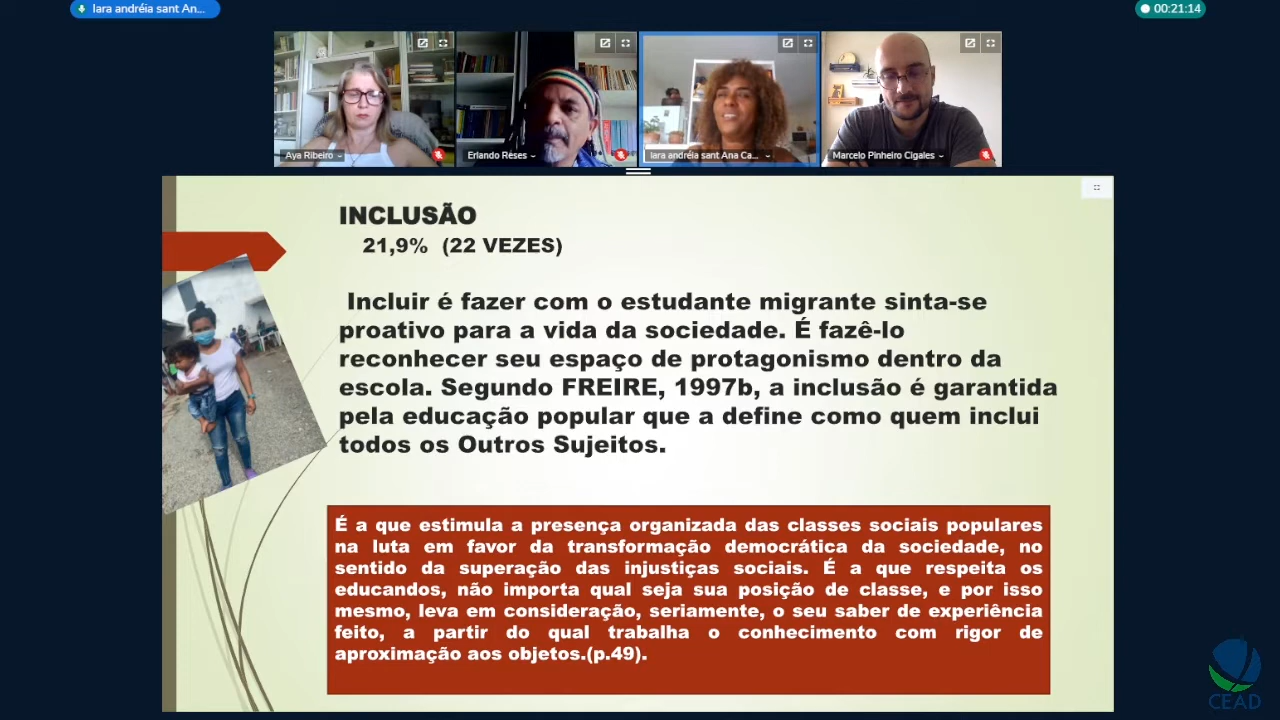 Iara andréia sant An...
00:21:14
Aya Ribeiro
Erlando Rêses
Iara andréia sant Ana Ca...
Marcelo Pinheiro Cigales
INCLUSÃO
21,9% (22 VEZES)
Incluir é fazer com o estudante migrante sinta-se
proativo para a vida da sociedade. É fazê-lo
reconhecer seu espaço de protagonismo dentro da
escola. Segundo FREIRE, 1997b, a inclusão é garantida
pela educação popular que a define como quem inclui
todos os Outros Sujeitos.
É a que estimula a presença organizada das classes sociais populares
na luta em favor da transformação democrática da sociedade, no
sentido da superação das injustiças sociais. É a que respeita os
educandos, não importa qual seja sua posição de classe, e por isso
mesmo, leva em consideração, seriamente, o seu saber de experiência
feito, a partir do qual trabalha o conhecimento com rigor de
aproximação aos objetos.(p.49).
CEAD